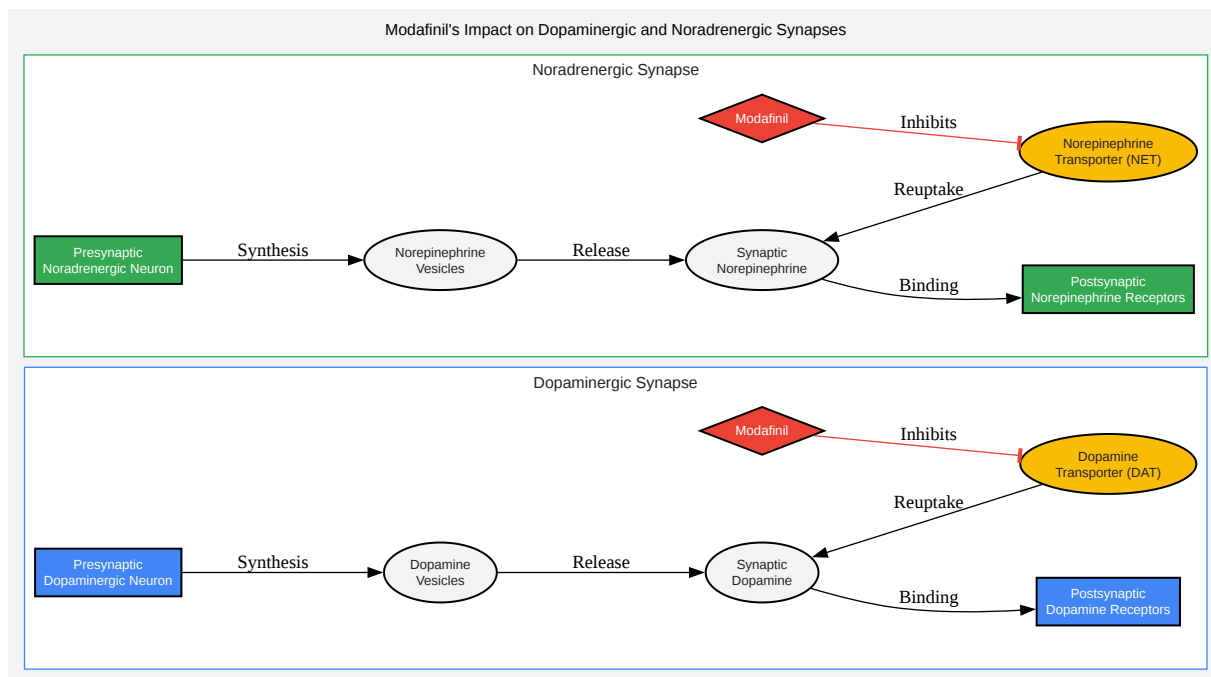 Modafinil's Impact on Dopaminergic and Noradrenergic Synapses
Noradrenergic Synapse
Modafinil
Inhibits
Norepinephrine
Transporter (NET)
Reuptake
Presynaptic
Noradrenergic Neuron
Synthesis
Norepinephrine
Vesicles
Release
Synaptic
Norepinephrine
Binding
Postsynaptic
Norepinephrine Receptors
Dopaminergic Synapse
Modafinil
Inhibits
Dopamine
Transporter (DAT)
Reuptake
Presynaptic
Dopaminergic Neuron
Synthesis
Dopamine
Vesicles
Release
Synaptic
Dopamine
Binding
Postsynaptic
Dopamine Receptors